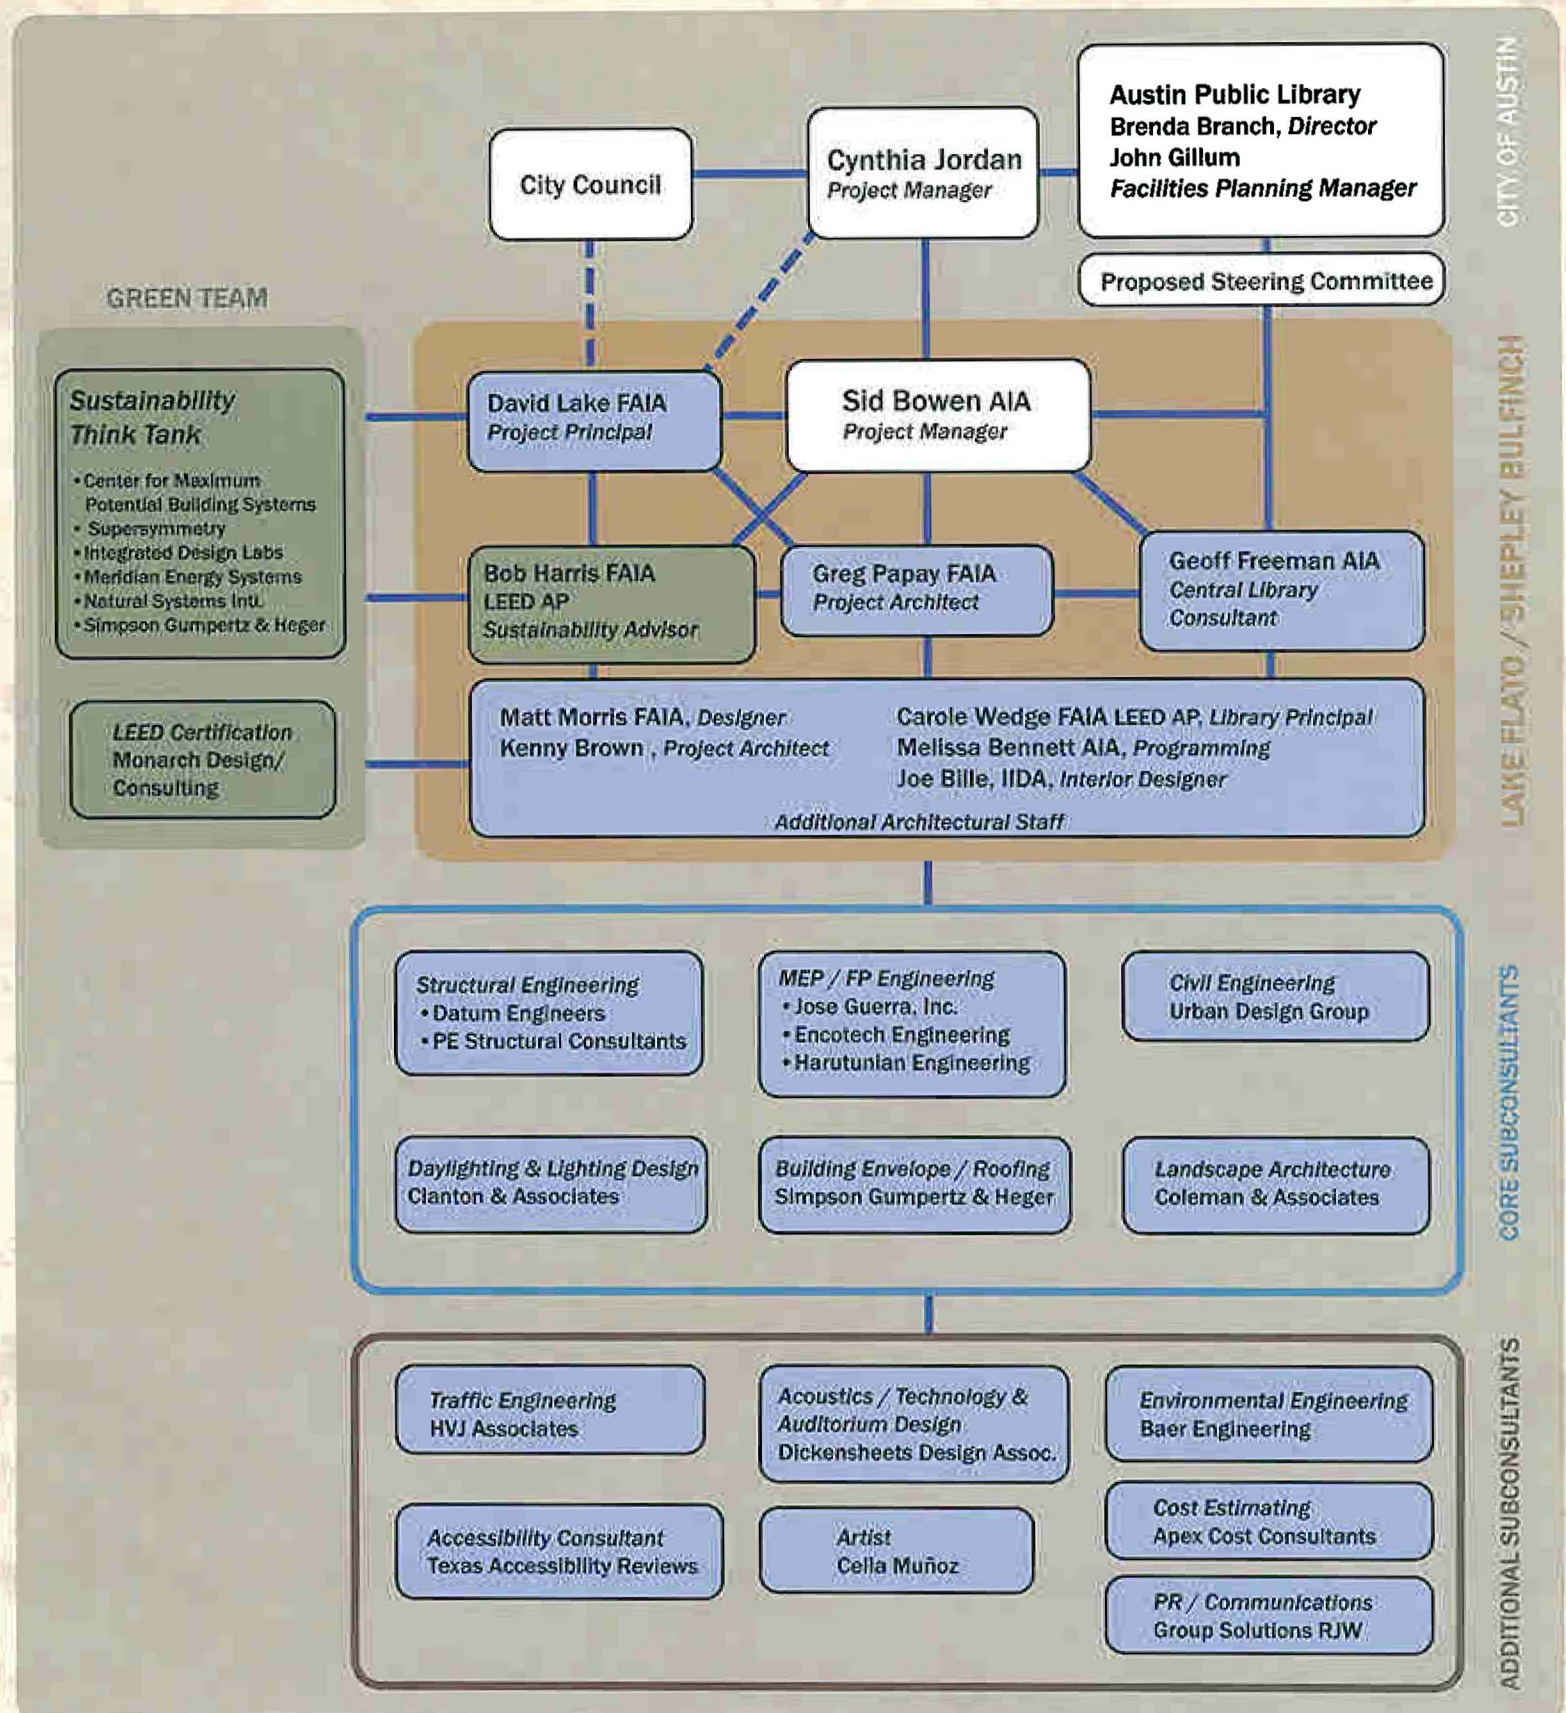 CITY OF AUSTIN
Austin Public Library
Brenda Branch, Director
John Gillum
Facilities Planning Manager
Cynthia Jordan
Project Manager
City Council
Proposed Steering Committee
GREEN TEAM
LAKE FLATO / SHEPLEY BULFINCH
Sustainability
Think Tank
• Center for Maximum
Potential Building Systems
• Supersymmetry
• Integrated Design Labs
• Meridian Energy Systems
• Natural Systems Intl.
• Simpson Gumpertz & Heger
LEED Certification
Monarch Design/
Consulting
David Lake FAIA
Project Principal
Sid Bowen AIA
Project Manager
Bob Harris FAIA
LEED AP
Sustainability Advisor
Greg Papay FAIA
Project Architect
Geoff Freeman AIA
Central Library
Consultant
Matt Morris FAIA, Designer
Kenny Brown , Project Architect
Carole Wedge FAIA LEED AP, Library Principal
Melissa Bennett AIA, Programming
Joe Bille, IIDA, Interior Designer
Additional Architectural Staff
CORE SUBCONSULTANTS
Structural Engineering
• Datum Engineers
• PE Structural Consultants
MEP / FP Engineering
• Jose Guerra, Inc.
• Encotech Engineering
• Harutunian Engineering
Civil Engineering
Urban Design Group
Daylighting & Lighting Design
Clanton & Associates
Building Envelope / Roofing
Simpson Gumpertz & Heger
Landscape Architecture
Coleman & Associates
ADDITIONAL SUBCONSULTANTS
Traffic Engineering
HVJ Associates
Acoustics / Technology &
Auditorium Design
Dickensheets Design Assoc.
Environmental Engineering
Baer Engineering
Accessibility Consultant
Texas Accessibility Reviews
Artist
Celia Muñoz
Cost Estimating
Apex Cost Consultants
PR / Communications
Group Solutions RJW